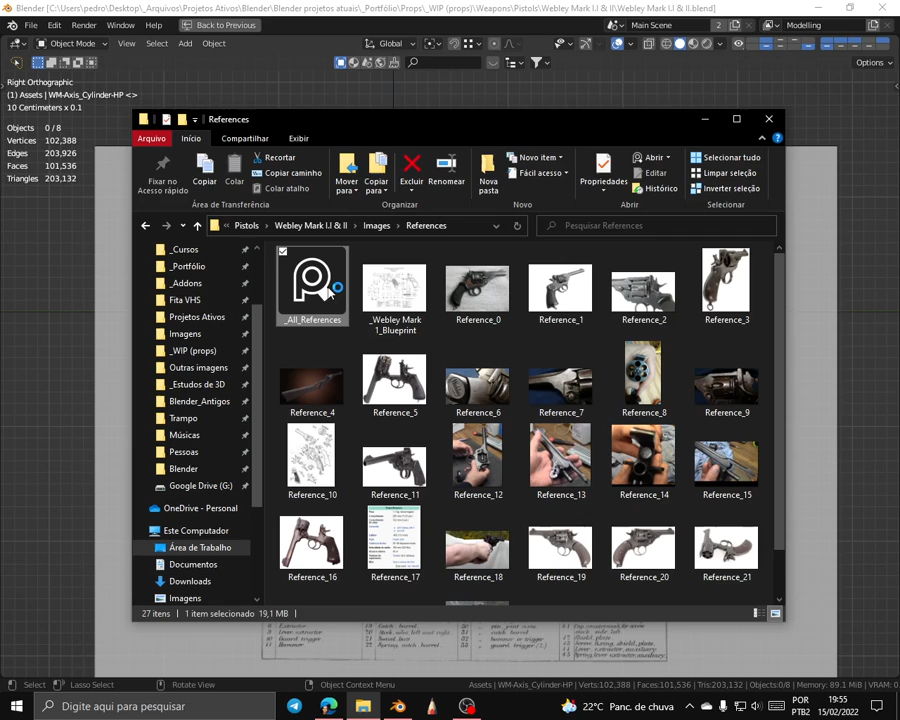 Blender [C:\Users\pedro\Desktop\_Arquivos\Projetos Ativos\Blender\Blender projetos atuais\_Portfólio\Props\_WIP (props)\Weapons\Pistols\Webley Mark I.I & II\Webley Mark I.I & II.blend]
File Edit Render Window Help Back to Previous Main Scene 2 Modelling
Object Mode View Select Add Object Global
Options
Right Orthographic
(1) Assets | WM-Axis_Cylinder-HP <>
10 Centimeters x 0.1
Objects 0/8
Vertices 102,388
Edges 203,926
Faces 101,536
Triangles 203,132
References
Arquivo Início Compartilhar Exibir
Fixar no Acesso rápido
Copiar
Colar
Recortar
Copiar caminho
Colar atalho
Área de Transferência
Mover para
Copiar para
Excluir
Renomear
Organizar
Nova pasta
Novo item
Fácil acesso
Novo
Propriedades
Abrir
Editar
Histórico
Abrir
Selecionar tudo
Limpar seleção
Inverter seleção
Selecionar
« Pistols Webley Mark I.I & II Images References
Pesquisar References
_Cursos
_Portfólio
_Addons
Fita VHS
Projetos Ativos
Imagens
_WIP (props)
Outras imagens
_Estudos de 3D
Blender_Antigos
Trampo
Músicas
Pessoas
Blender
Google Drive (G:)
OneDrive - Personal
Este Computador
Área de Trabalho
Documentos
Downloads
Imagens
_All_References
_Webley Mark 1_Blueprint
Reference_0
Reference_1
Reference_2
Reference_3
Reference_4
Reference_5
Reference_6
Reference_7
Reference_8
Reference_9
Reference_10
Reference_11
Reference_12
Reference_13
Reference_14
Reference_15
Reference_16
Reference_17
Reference_18
Reference_19
Reference_20
Reference_21
27 itens 1 item selecionado 19,1 MB
Select Lasso Select Rotate View Object Context Menu Assets | WM-Axis_Cylinder-HP | Verts:102,388 | Faces:101,536 | Tris:203,132 | Objects:0/8 | Memory: 89.1 MiB | VRAM: 0
Digite aqui para pesquisar
22°C Panc. de chuva
POR
PTB2
19:55
15/02/2022